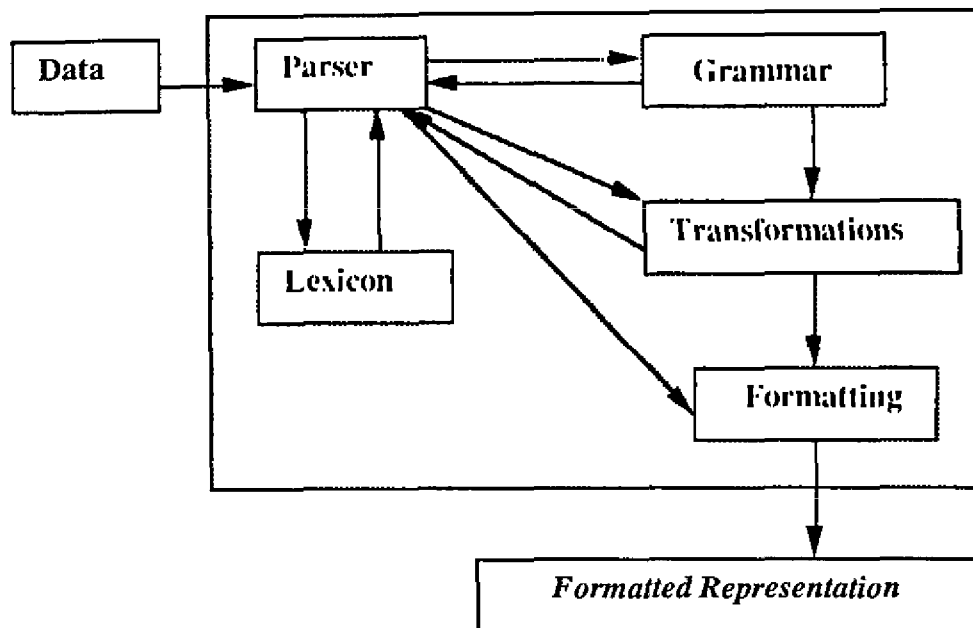 Data
Parser
Grammar
Transformations
Lexicon
Formatting
Formatted Representation